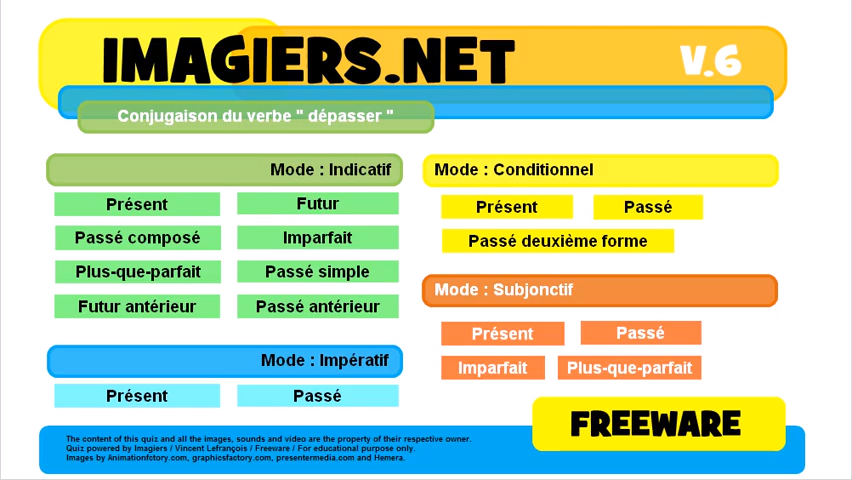 IMAGIERS.NET
V.6
Conjugaison du verbe " dépasser "
Mode : Indicatif
Présent
Futur
Passé composé
Imparfait
Plus-que-parfait
Passé simple
Futur antérieur
Passé antérieur
Mode : Impératif
Présent
Passé
Mode : Conditionnel
Présent
Passé
Passé deuxième forme
Mode : Subjonctif
Présent
Passé
Imparfait
Plus-que-parfait
FREEWARE
The content of this quiz and all the images, sounds and video are the property of their respective owner.
Quiz powered by Imagiers / Vincent Lefrançois / Freeware / For educational purpose only.
Images by Animationfctory.com, graphicsfactory.com, presentermedia.com and Hemera.